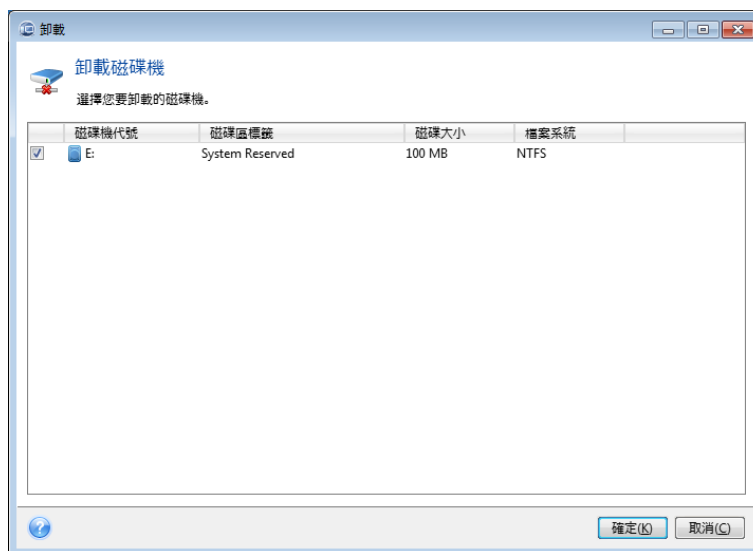 卸載
卸載磁碟機
選擇您要卸載的磁碟機。
磁碟機代號 磁碟區標籤 磁碟大小 檔案系統
E: System Reserved 100 MB NTFS
確定(K) 取消(C)